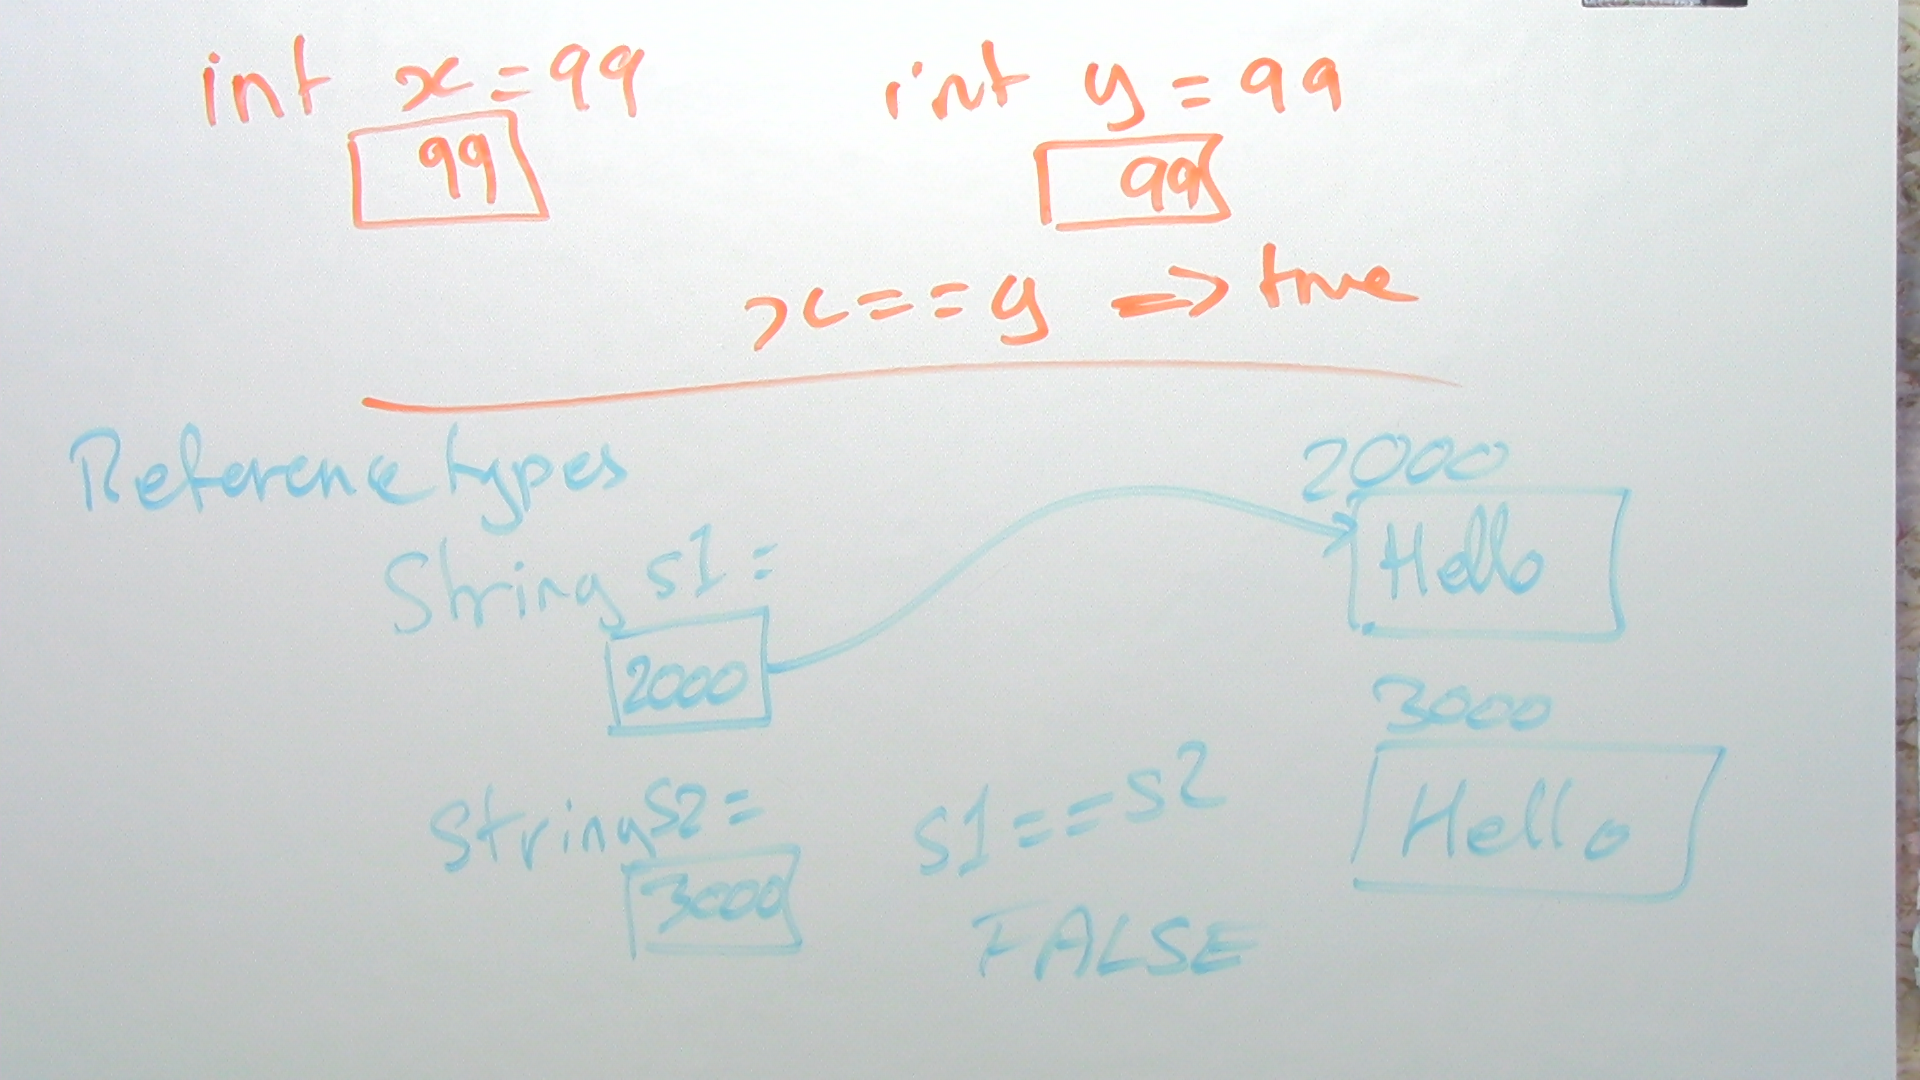 int x = 99
int y = 99
99
99
x == y => true
Reference types
2000
String s1 =
Hello
2000
3000
String s2 =
s1 == s2
Hello
3000
FALSE